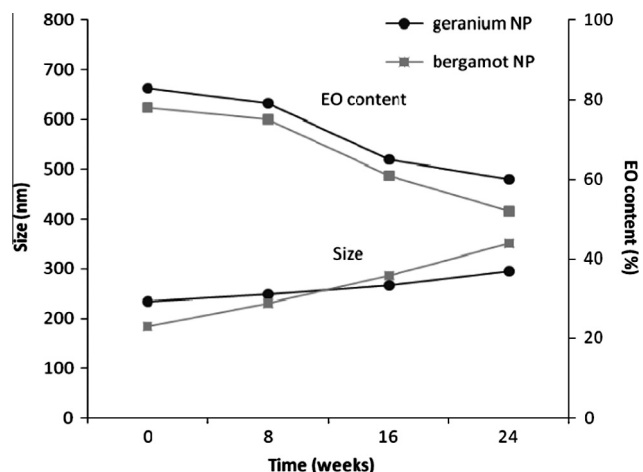 800
700
600
500
400
300
200
100
0
Size (nm)
100
80
60
40
20
0
EO content (%)
geranium NP
bergamot NP
EO content
Size
0 8 16 24
Time (weeks)